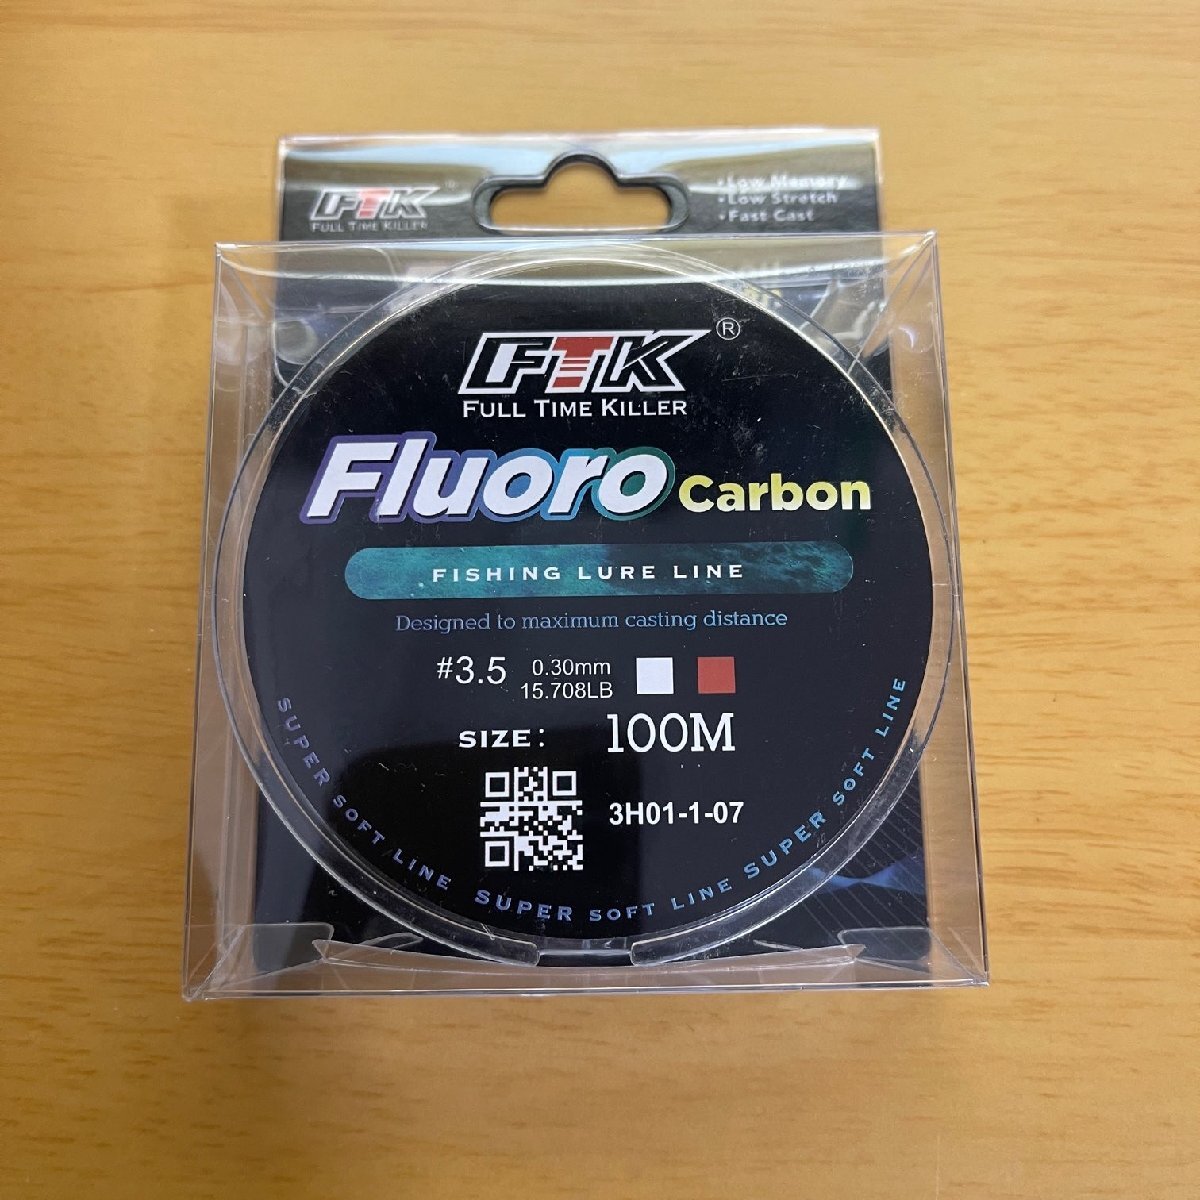 FTK
FULL TIME KILLER
• Low Memory
• Low Stretch
• Fast Cast
FTK®
FULL TIME KILLER
Fluoro Carbon
FISHING LURE LINE
Designed to maximum casting distance
#3.5 0.30mm
15.708LB
SIZE: 100M
3H01-1-07
SUPER SOFT LINE SUPER SOFT LINE SUPER SOFT LINE